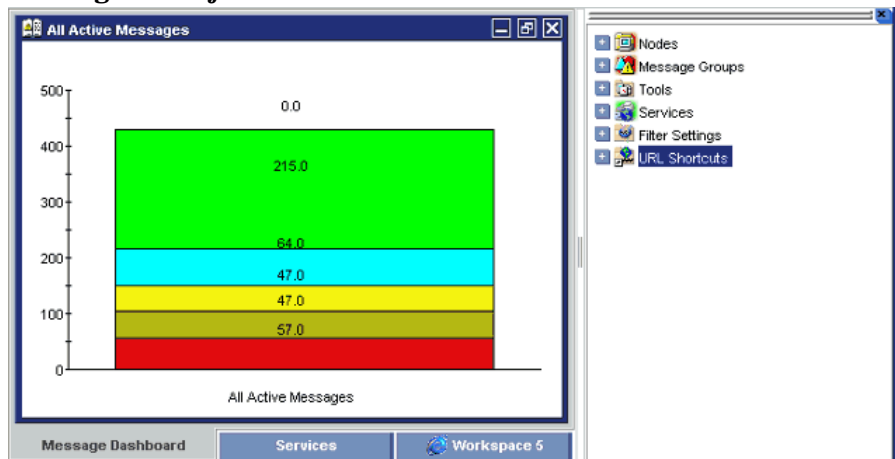 All Active Messages
500
400
300
200
100
0
0.0
215.0
64.0
47.0
47.0
57.0
All Active Messages
Message Dashboard
Services
Workspace 5
Nodes
Message Groups
Tools
Services
Filter Settings
URL Shortcuts